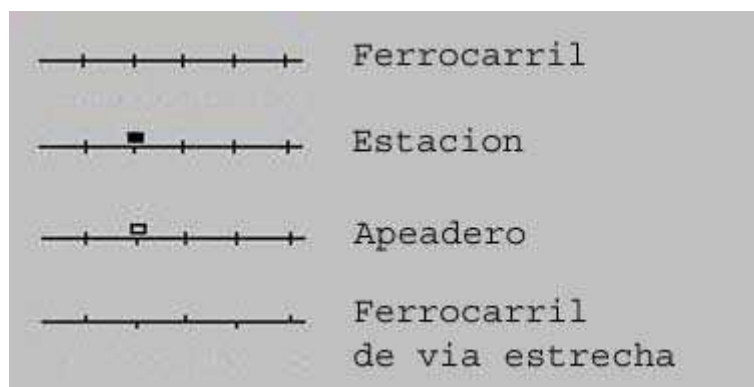 Ferrocarril
Estacion
Apeadero
Ferrocarril
de via estrecha